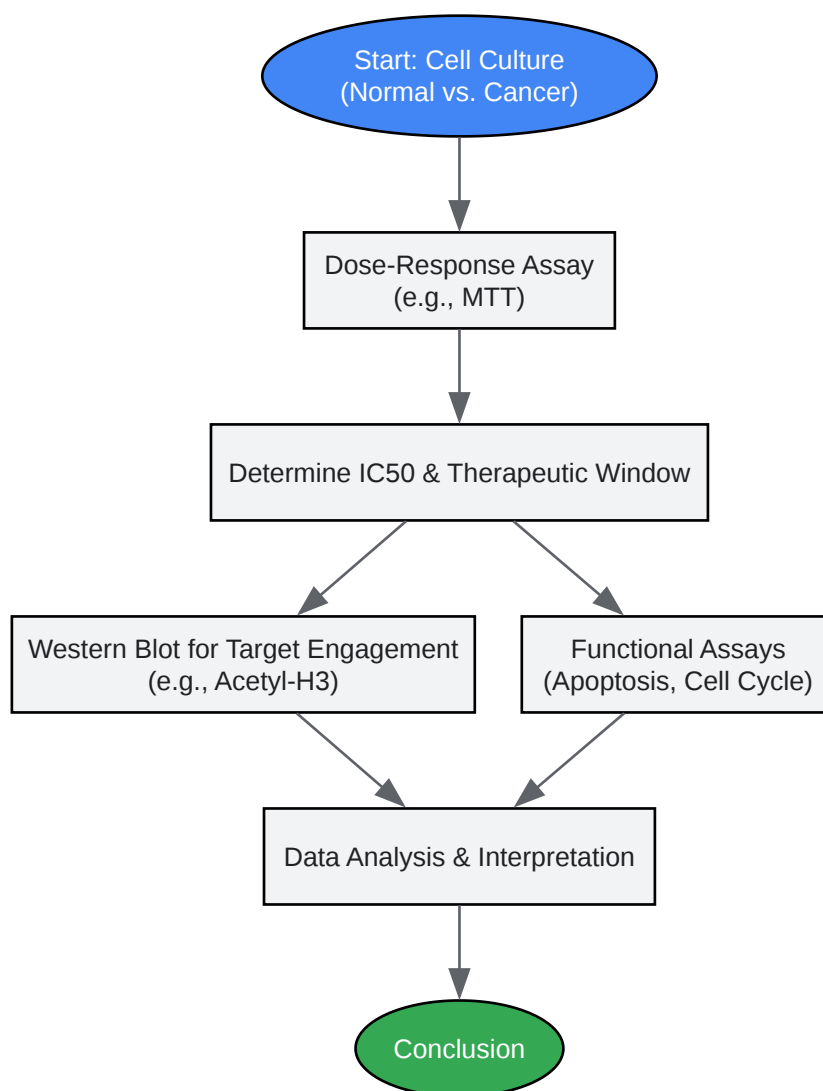 Start: Cell Culture
(Normal vs. Cancer)
Dose-Response Assay
(e.g., MTT)
Determine IC50 & Therapeutic Window
Western Blot for Target Engagement
(e.g., Acetyl-H3)
Functional Assays
(Apoptosis, Cell Cycle)
Data Analysis & Interpretation
Conclusion